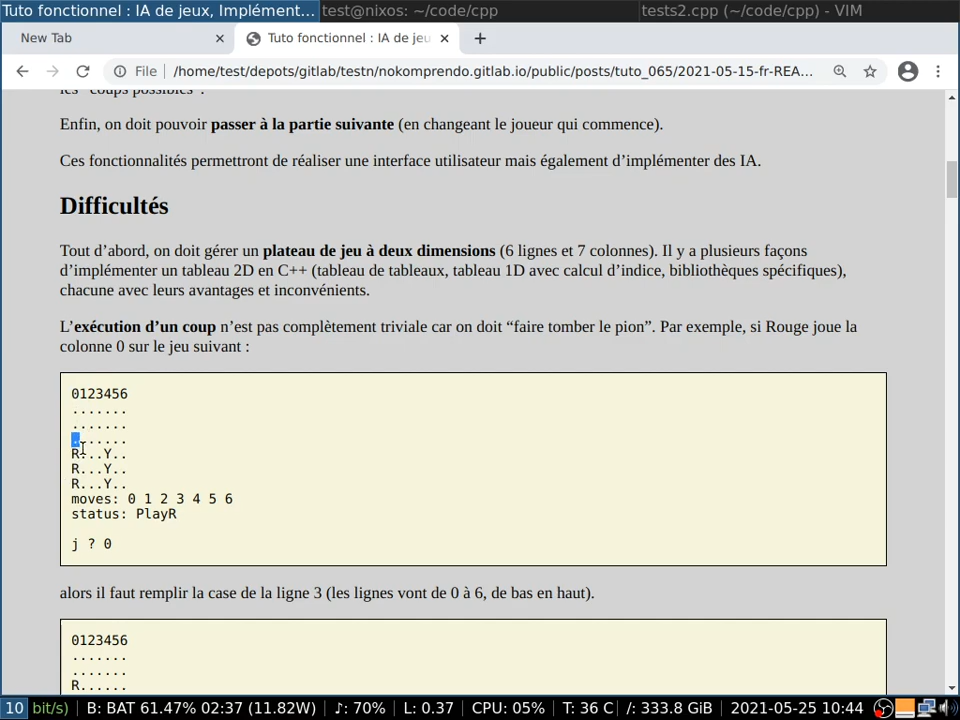 Tuto fonctionnel : IA de jeux, Implément... test@nixos: ~/code/cpp tests2.cpp (~/code/cpp) - VIM
New Tab Tuto fonctionnel : IA de jeu
File /home/test/depots/gitlab/testn/nokomprendo.gitlab.io/public/posts/tuto_065/2021-05-15-fr-REA...
les “coups possibles”.
Enfin, on doit pouvoir passer à la partie suivante (en changeant le joueur qui commence).
Ces fonctionnalités permettront de réaliser une interface utilisateur mais également d’implémenter des IA.
Difficultés
Tout d’abord, on doit gérer un plateau de jeu à deux dimensions (6 lignes et 7 colonnes). Il y a plusieurs façons
d’implémenter un tableau 2D en C++ (tableau de tableaux, tableau 1D avec calcul d’indice, bibliothèques spécifiques),
chacune avec leurs avantages et inconvénients.
L’exécution d’un coup n’est pas complètement triviale car on doit “faire tomber le pion”. Par exemple, si Rouge joue la
colonne 0 sur le jeu suivant :
0123456
.......
.......
.......
R...Y..
R...Y..
R...Y..
moves: 0 1 2 3 4 5 6
status: PlayR
j ? 0
alors il faut remplir la case de la ligne 3 (les lignes vont de 0 à 6, de bas en haut).
0123456
.......
.......
R......
10 bit/s) | B: BAT 61.47% 02:37 (11.82W) | ♪: 70% | L: 0.37 | CPU: 05% | T: 36 C | /: 333.8 GiB | 2021-05-25 10:44